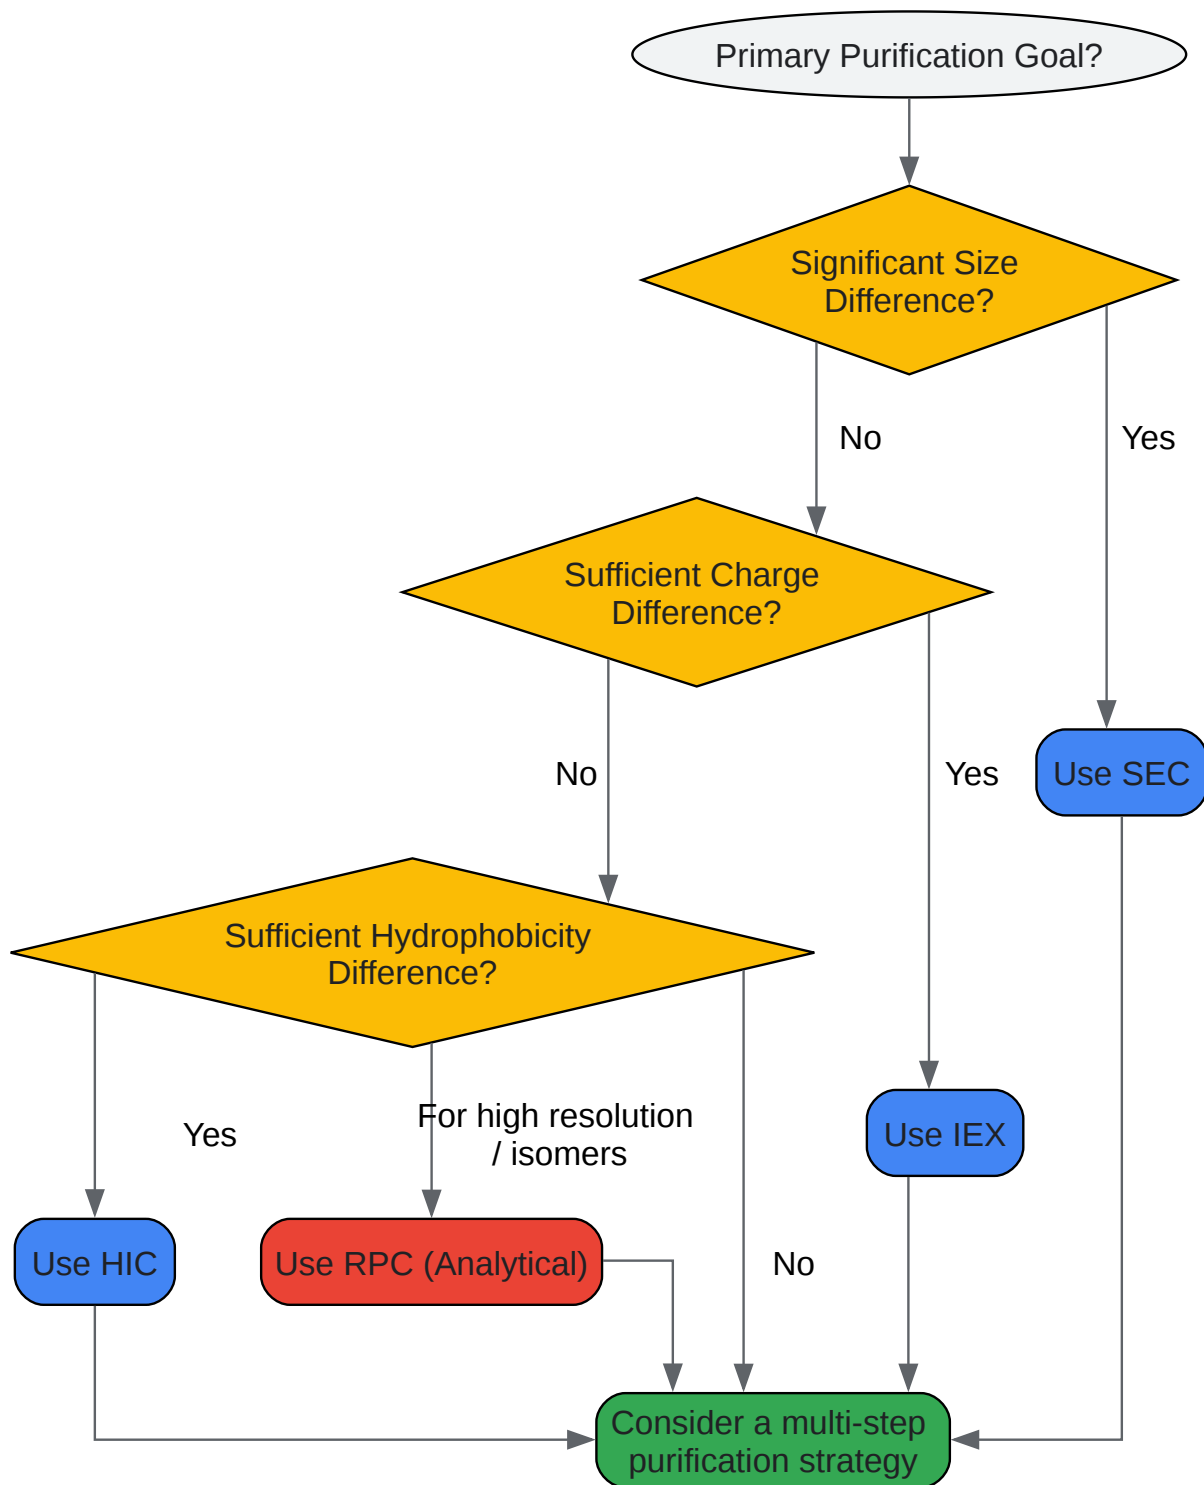 Primary Purification Goal?
Significant Size
Difference?
No
Yes
Sufficient Charge
Difference?
No
Yes
Use SEC
Sufficient Hydrophobicity
Difference?
Yes
For high resolution
/ isomers
Use IEX
Use HIC
Use RPC (Analytical)
No
Consider a multi-step
purification strategy